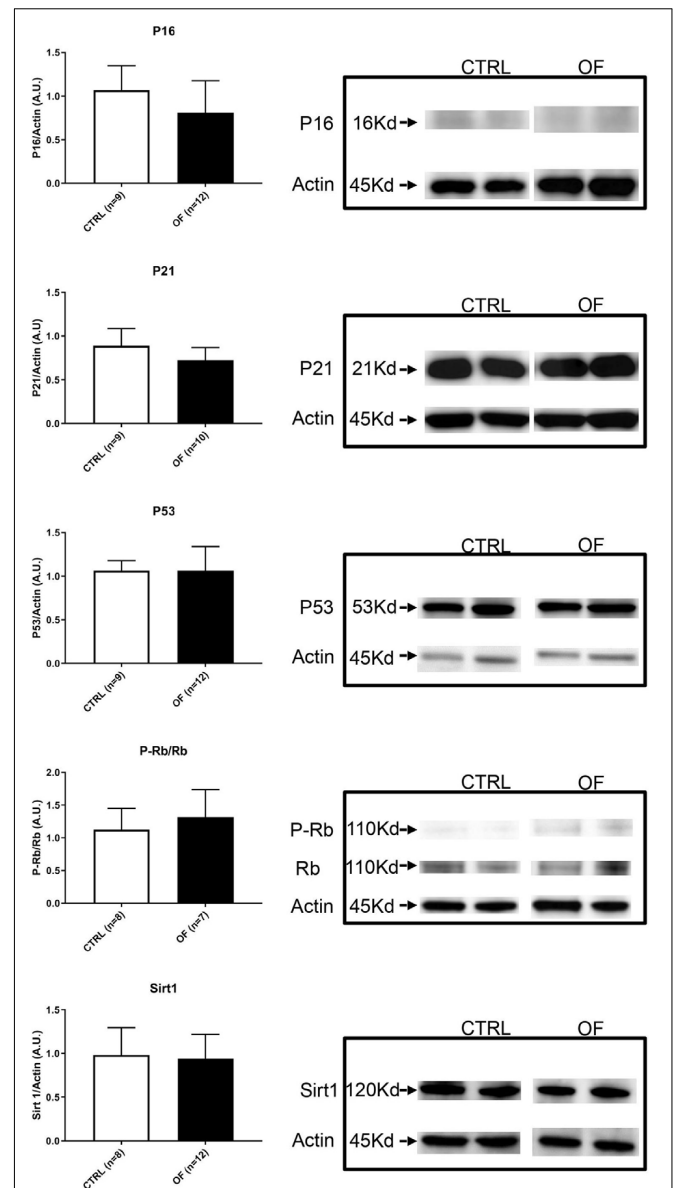 P16
1.5
1.0
0.5
0.0
P16/Actin (A.U.)
CTRL (n=9)
OF (n=12)
CTRL OF
P16 16Kd
Actin 45Kd
P21
1.5
1.0
0.5
0.0
P21/Actin (A.U)
CTRL (n=9)
OF (n=10)
CTRL OF
P21 21Kd
Actin 45Kd
P53
1.5
1.0
0.5
0.0
P53/Actin (A.U.)
CTRL (n=9)
OF (n=12)
CTRL OF
P53 53Kd
Actin 45Kd
P-Rb/Rb
2.0
1.5
1.0
0.5
0.0
P-Rb/Rb (A.U.)
CTRL (n=8)
OF (n=7)
CTRL OF
P-Rb 110Kd
Rb 110Kd
Actin 45Kd
Sirt1
1.5
1.0
0.5
0.0
Sirt 1/Actin (A.U.)
CTRL (n=8)
OF (n=12)
CTRL OF
Sirt1 120Kd
Actin 45Kd